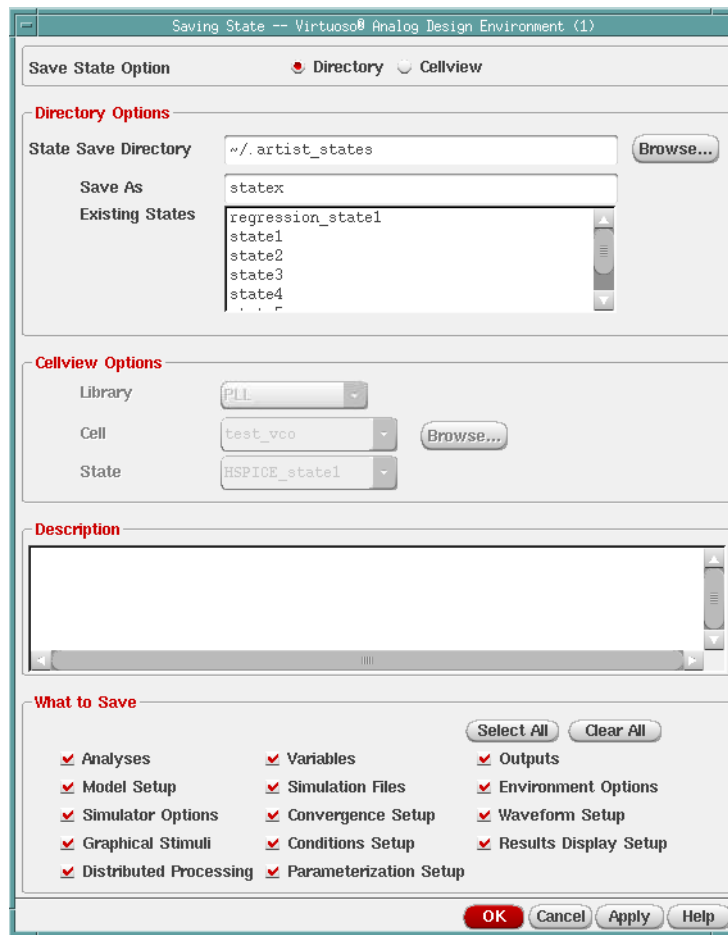 Saving State -- Virtuoso® Analog Design Environment (1)
Save State Option Directory Cellview
Directory Options
State Save Directory ~/.artist_states Browse...
Save As statex
Existing States regression_state1
state1
state2
state3
state4
Cellview Options
Library PLL
Cell test_vco Browse...
State HSPICE_state1
Description
What to Save
Select All Clear All
Analyses Variables Outputs
Model Setup Simulation Files Environment Options
Simulator Options Convergence Setup Waveform Setup
Graphical Stimuli Conditions Setup Results Display Setup
Distributed Processing Parameterization Setup
OK Cancel Apply Help